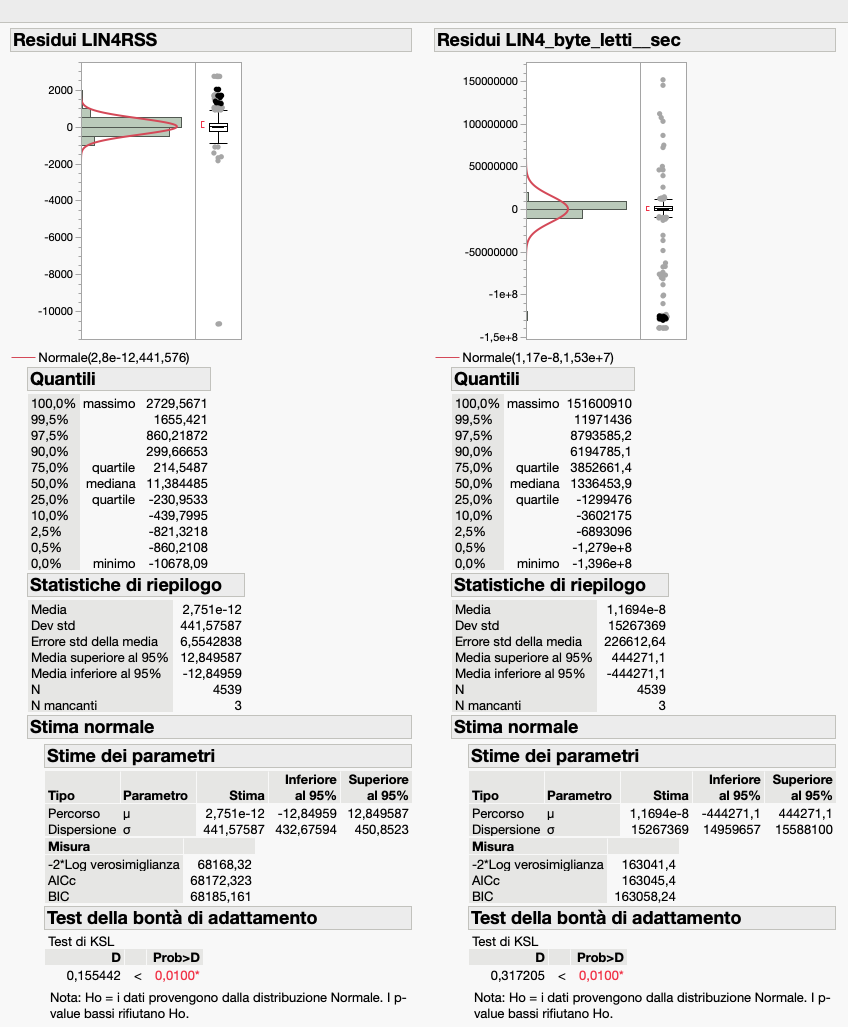 Residui LIN4RSS
2000
0
-2000
-4000
-6000
-8000
-10000
Normale(2,8e-12,441,576)
Quantili
100,0% massimo 2729,5671
99,5% 1655,421
97,5% 860,21872
90,0% 299,66653
75,0% quartile 214,5487
50,0% mediana 11,384485
25,0% quartile -230,9533
10,0% -439,7995
2,5% -821,3218
0,5% -860,2108
0,0% minimo -10678,09
Statistiche di riepilogo
Media 2,751e-12
Dev std 441,57587
Errore std della media 6,5542838
Media superiore al 95% 12,849587
Media inferiore al 95% -12,84959
N 4539
N mancanti 3
Stima normale
Stime dei parametri
Inferiore Superiore
Tipo Parametro Stima al 95% al 95%
Percorso μ 2,751e-12 -12,84959 12,849587
Dispersione σ 441,57587 432,67594 450,8523
Misura
-2*Log verosimiglianza 68168,32
AICc 68172,323
BIC 68185,161
Test della bontà di adattamento
Test di KSL
D Prob>D
0,155442 < 0,0100*
Nota: Ho = i dati provengono dalla distribuzione Normale. I p-
value bassi rifiutano Ho.
Residui LIN4_byte_letti__sec
150000000
100000000
50000000
0
-50000000
-1e+8
-1,5e+8
Normale(1,17e-8,1,53e+7)
Quantili
100,0% massimo 151600910
99,5% 11971436
97,5% 8793585,2
90,0% 6194785,1
75,0% quartile 3852661,4
50,0% mediana 1336453,9
25,0% quartile -1299476
10,0% -3602175
2,5% -6893096
0,5% -1,279e+8
0,0% minimo -1,396e+8
Statistiche di riepilogo
Media 1,1694e-8
Dev std 15267369
Errore std della media 226612,64
Media superiore al 95% 444271,1
Media inferiore al 95% -444271,1
N 4539
N mancanti 3
Stima normale
Stime dei parametri
Inferiore Superiore
Tipo Parametro Stima al 95% al 95%
Percorso μ 1,1694e-8 -444271,1 444271,1
Dispersione σ 15267369 14959657 15588100
Misura
-2*Log verosimiglianza 163041,4
AICc 163045,4
BIC 163058,24
Test della bontà di adattamento
Test di KSL
D Prob>D
0,317205 < 0,0100*
Nota: Ho = i dati provengono dalla distribuzione Normale. I p-
value bassi rifiutano Ho.